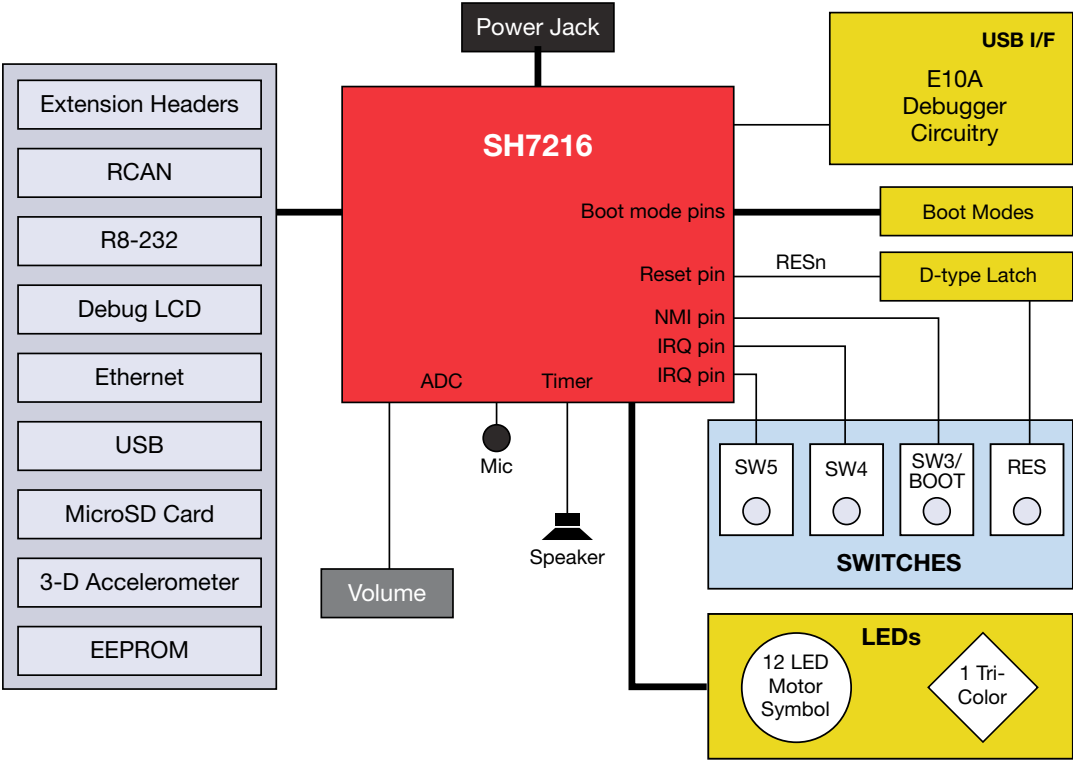 Power Jack
USB I/F
E10A
Debugger
Circuitry
Extension Headers
RCAN
R8-232
Debug LCD
Ethernet
USB
MicroSD Card
3-D Accelerometer
EEPROM
SH7216
Boot mode pins
Reset pin
NMI pin
IRQ pin
IRQ pin
ADC
Timer
RESn
Boot Modes
D-type Latch
Mic
Speaker
Volume
SW5
SW4
SW3/
BOOT
RES
SWITCHES
LEDs
12 LED
Motor
Symbol
1 Tri-
Color